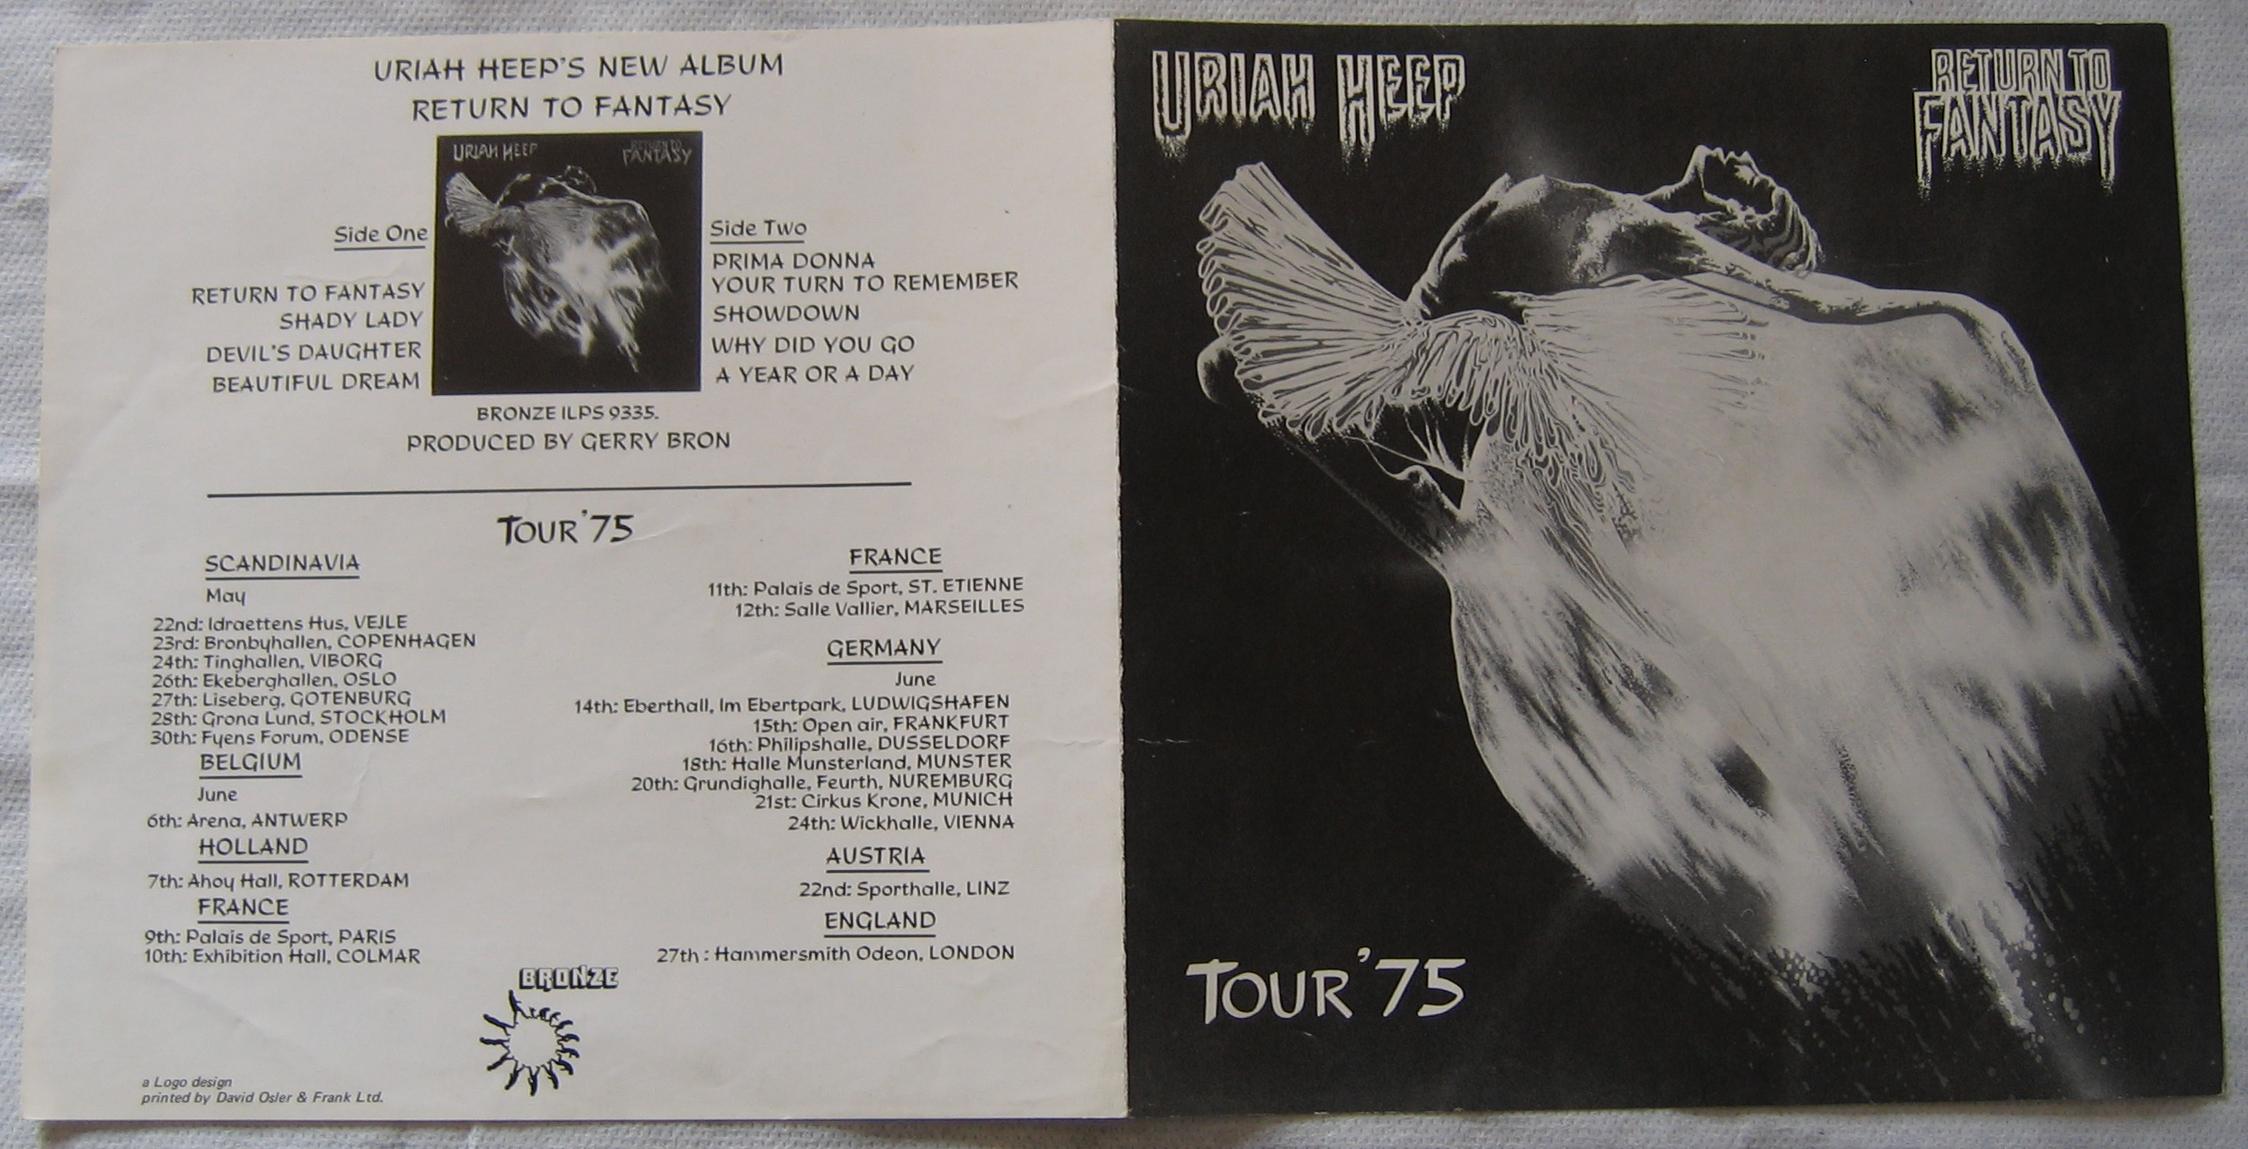 URIAH HEEP'S NEW ALBUM
RETURN TO FANTASY
URIAH HEEP
RETURN TO
FANTASY
Side One
RETURN TO FANTASY
SHADY LADY
DEVIL'S DAUGHTER
BEAUTIFUL DREAM
Side Two
PRIMA DONNA
YOUR TURN TO REMEMBER
SHOWDOWN
WHY DID YOU GO
A YEAR OR A DAY
BRONZE ILPS 9335.
PRODUCED BY GERRY BRON
TOUR '75
SCANDINAVIA
May
22nd: Idraettens Hus, VEJLE
23rd: Bronbyhallen, COPENHAGEN
24th: Tinghallen, VIBORG
26th: Ekeberghallen, OSLO
27th: Liseberg, GOTENBURG
28th: Grona Lund, STOCKHOLM
30th: Fyens Forum, ODENSE
BELGIUM
June
6th: Arena, ANTWERP
HOLLAND
7th: Ahoy Hall, ROTTERDAM
FRANCE
9th: Palais de Sport, PARIS
10th: Exhibition Hall, COLMAR
FRANCE
11th: Palais de Sport, ST. ETIENNE
12th: Salle Vallier, MARSEILLES
GERMANY
June
14th: Eberthall, Im Ebertpark, LUDWIGSHAFEN
15th: Open air, FRANKFURT
16th: Philipshalle, DUSSELDORF
18th: Halle Munsterland, MUNSTER
20th: Grundighalle, Feurth, NUREMBURG
21st: Cirkus Krone, MUNICH
24th: Wickhalle, VIENNA
AUSTRIA
22nd: Sporthalle, LINZ
ENGLAND
27th: Hammersmith Odeon, LONDON
BRONZE
a Logo design
printed by David Osler & Frank Ltd.
URIAH HEEP
RETURN TO
FANTASY
TOUR '75